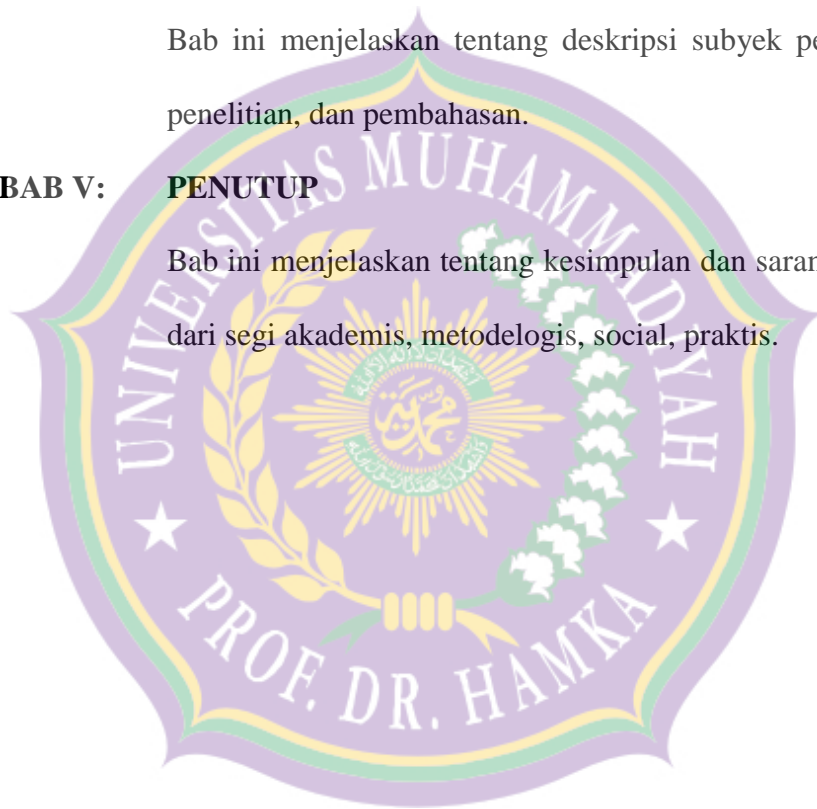 Bab ini menjelaskan tentang deskripsi subyek
penelitian, dan pembahasan.
BAB V: PENUTUP
Bab ini menjelaskan tentang kesimpulan dan saran
dari segi akademis, metodelogis, social, praktis.
UNIVERSITAS MUHAMMADIYAH
PROF. DR. HAMKA
محمدية